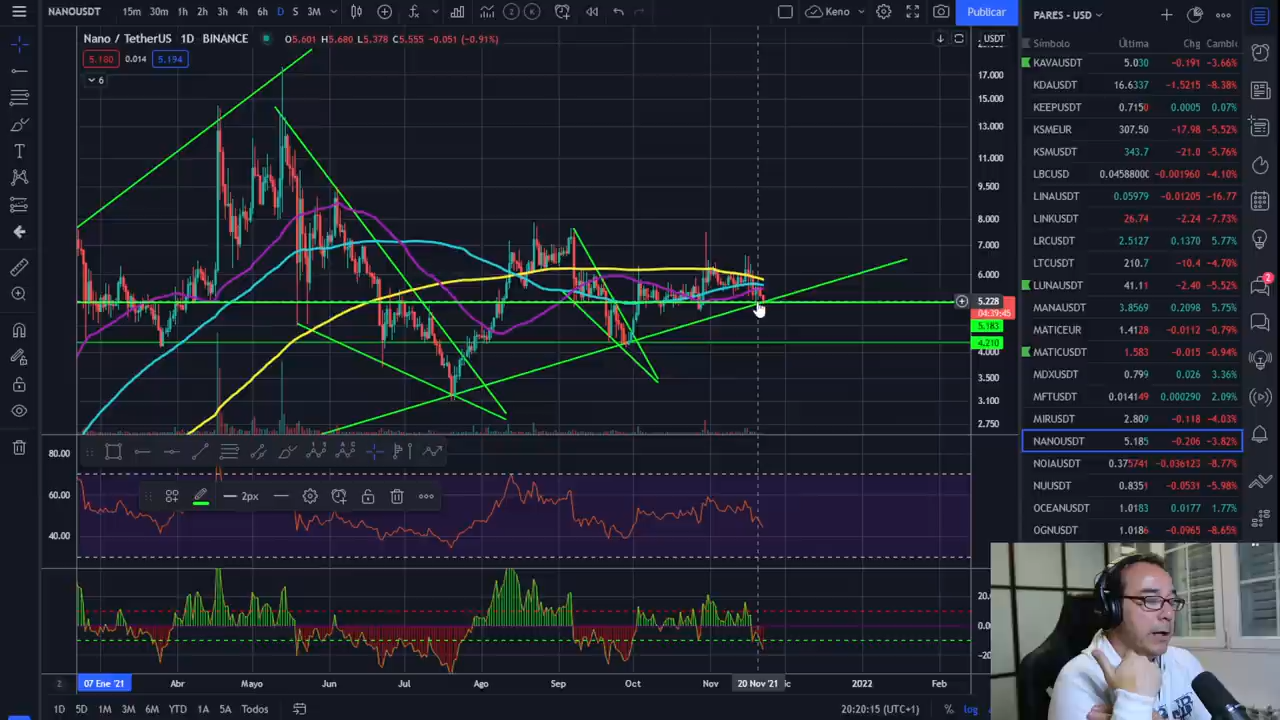 NANOUSDT 15m 30m 1h 2h 3h 4h 6h D S 3M Keno Publicar
Nano / TetherUS 1D BINANCE O5.601 H5.680 L5.378 C5.555 -0.051 (-0.91%)
5.180 0.014 5.194
6
USDT
17.000
15.000
13.000
11.000
9.500
8.000
7.000
6.000
5.228
04:39:45
5.183
4.210
4.000
3.500
3.100
2.750
80.00
60.00
40.00
2px
20.0
0.00
-20
07 Ene '21 Abr Mayo Jun Jul Ago Sep Oct Nov 20 Nov '21 2022 Feb
1D 5D 1M 3M 6M YTD 1A 5A Todos 20:20:15 (UTC+1) % log
PARES - USD
Símbolo Última Chg Cambio
KAVAUSDT 5.030 -0.191 -3.66%
KDAUSDT 16.6337 -1.5215 -8.38%
KEEPUSDT 0.7150 0.0005 0.07%
KSMEUR 307.50 -17.98 -5.52%
KSMUSDT 343.7 -21.0 -5.76%
LBCUSD 0.04588000 -0.001960 -4.10%
LINAUSDT 0.05979 -0.01205 -16.77
LINKUSDT 26.74 -2.24 -7.73%
LRCUSDT 2.5127 0.1370 5.77%
LTCUSDT 210.7 -10.4 -4.70%
LUNAUSDT 41.11 -2.40 -5.52%
MANAUSDT 3.8569 0.2098 5.75%
MATICEUR 1.4128 -0.0112 -0.79%
MATICUSDT 1.583 -0.015 -0.94%
MDXUSDT 0.799 0.026 3.36%
MFTUSDT 0.014149 0.000290 2.09%
MIRUSDT 2.809 -0.118 -4.03%
NANOUSDT 5.185 -0.206 -3.82%
NOIAUSDT 0.375741 -0.036123 -8.77%
NUUSDT 0.8351 -0.0531 -5.98%
OCEANUSDT 1.0183 0.0177 1.77%
OGNUSDT 1.0186 -0.0965 -8.65%
2